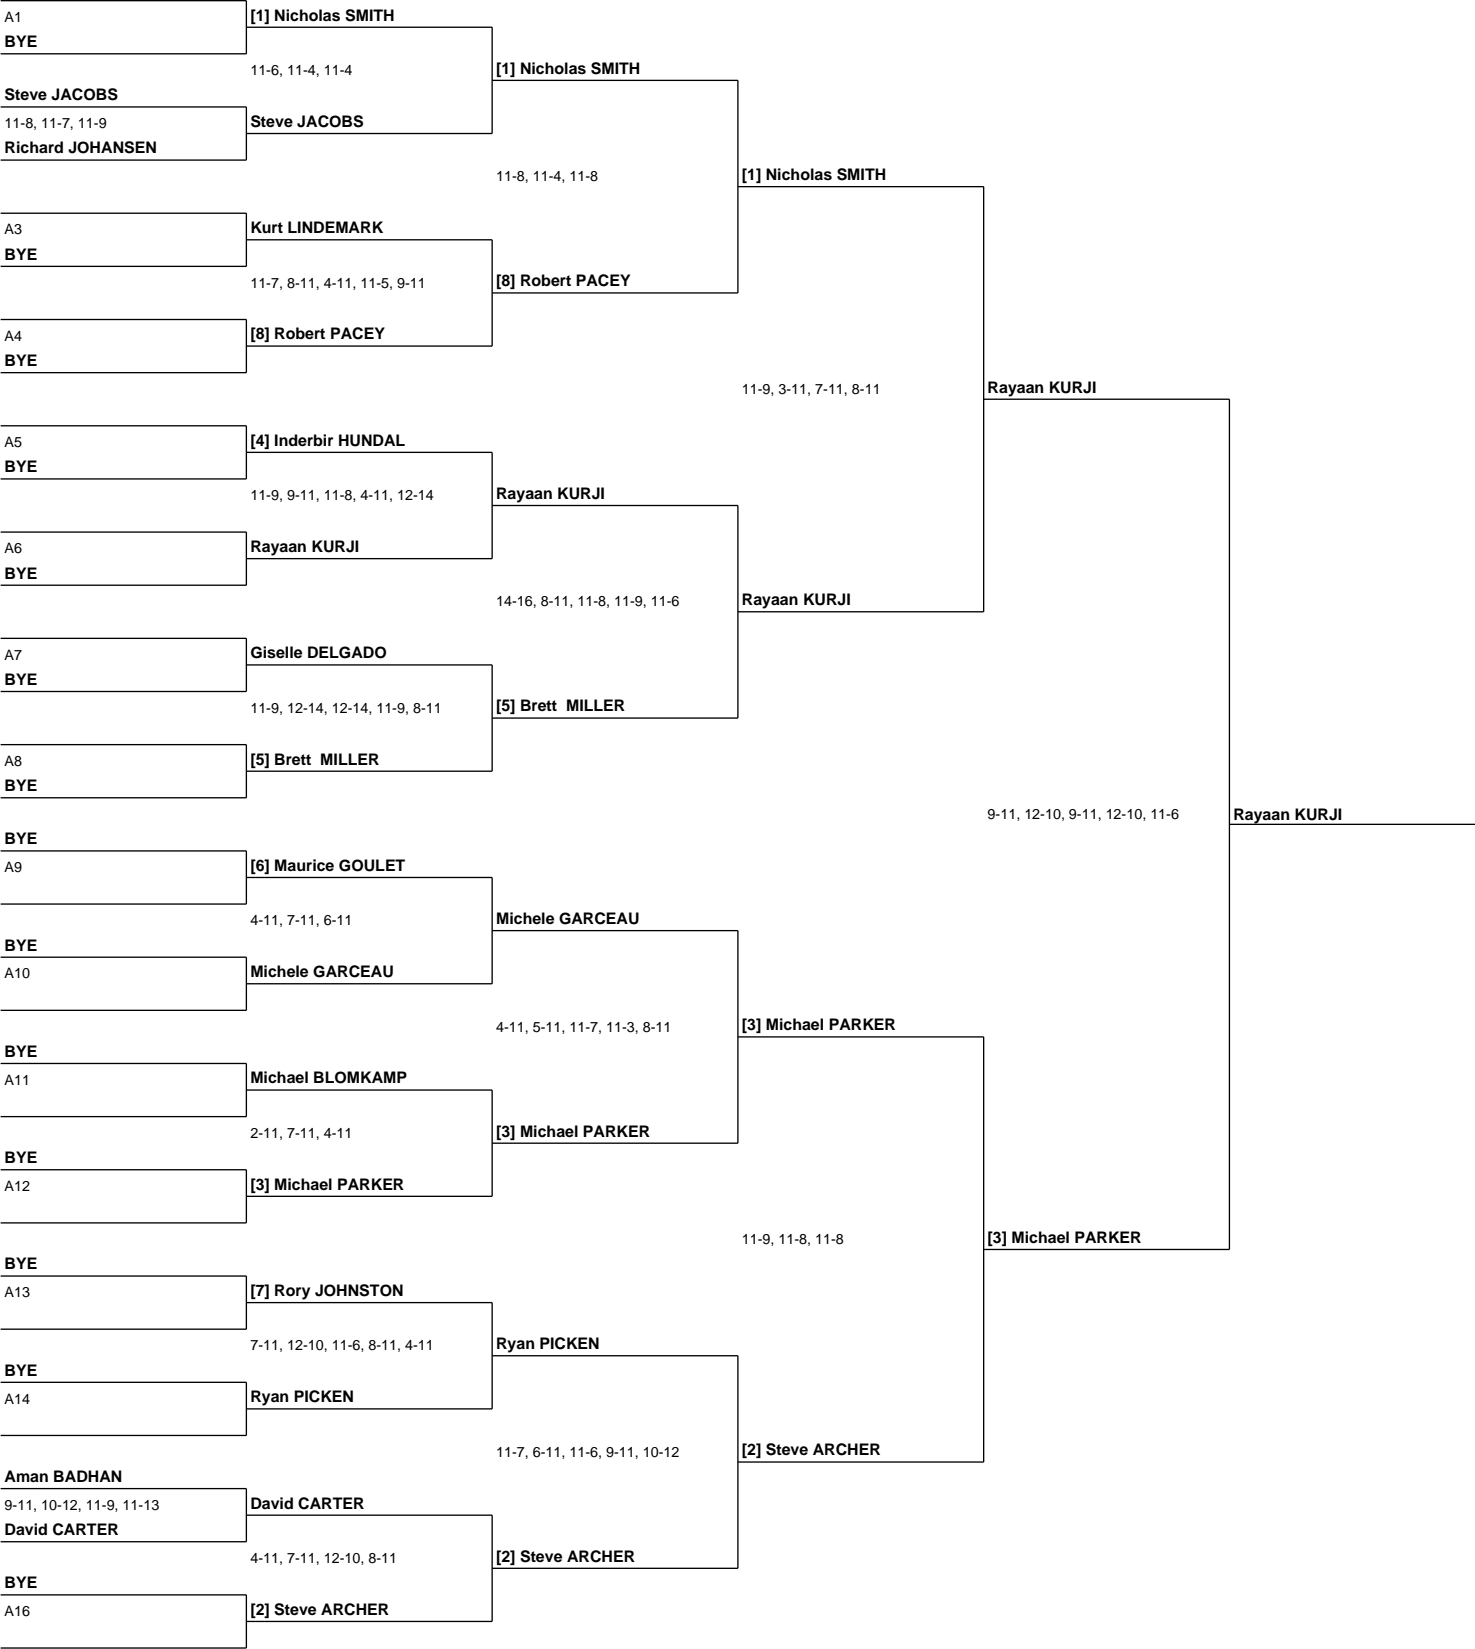 A1
BYE
[1] Nicholas SMITH
11-6, 11-4, 11-4
[1] Nicholas SMITH
Steve JACOBS
11-8, 11-7, 11-9
Richard JOHANSEN
Steve JACOBS
11-8, 11-4, 11-8
[1] Nicholas SMITH
A3
BYE
Kurt LINDEMARK
11-7, 8-11, 4-11, 11-5, 9-11
[8] Robert PACEY
A4
BYE
[8] Robert PACEY
11-9, 3-11, 7-11, 8-11
Rayaan KURJI
A5
BYE
[4] Inderbir HUNDAL
11-9, 9-11, 11-8, 4-11, 12-14
Rayaan KURJI
A6
BYE
Rayaan KURJI
14-16, 8-11, 11-8, 11-9, 11-6
Rayaan KURJI
A7
BYE
Giselle DELGADO
11-9, 12-14, 12-14, 11-9, 8-11
[5] Brett  MILLER
A8
BYE
[5] Brett  MILLER
9-11, 12-10, 9-11, 12-10, 11-6
Rayaan KURJI
BYE
A9
[6] Maurice GOULET
4-11, 7-11, 6-11
Michele GARCEAU
BYE
A10
Michele GARCEAU
4-11, 5-11, 11-7, 11-3, 8-11
[3] Michael PARKER
BYE
A11
Michael BLOMKAMP
2-11, 7-11, 4-11
[3] Michael PARKER
BYE
A12
[3] Michael PARKER
11-9, 11-8, 11-8
[3] Michael PARKER
BYE
A13
[7] Rory JOHNSTON
7-11, 12-10, 11-6, 8-11, 4-11
Ryan PICKEN
BYE
A14
Ryan PICKEN
11-7, 6-11, 11-6, 9-11, 10-12
[2] Steve ARCHER
Aman BADHAN
9-11, 10-12, 11-9, 11-13
David CARTER
David CARTER
4-11, 7-11, 12-10, 8-11
[2] Steve ARCHER
BYE
A16
[2] Steve ARCHER